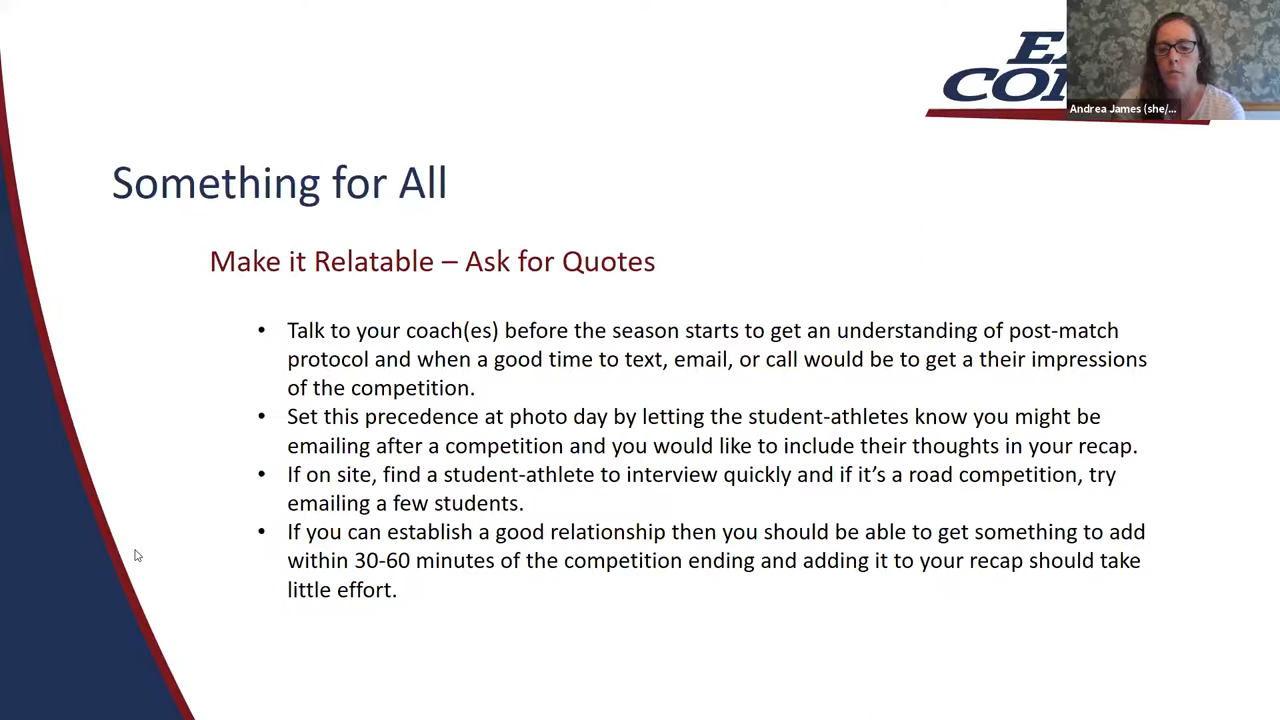 Andrea James (she/...
Something for All
Make it Relatable – Ask for Quotes
• Talk to your coach(es) before the season starts to get an understanding of post-match
protocol and when a good time to text, email, or call would be to get a their impressions
of the competition.
• Set this precedence at photo day by letting the student-athletes know you might be
emailing after a competition and you would like to include their thoughts in your recap.
• If on site, find a student-athlete to interview quickly and if it’s a road competition, try
emailing a few students.
• If you can establish a good relationship then you should be able to get something to add
within 30-60 minutes of the competition ending and adding it to your recap should take
little effort.